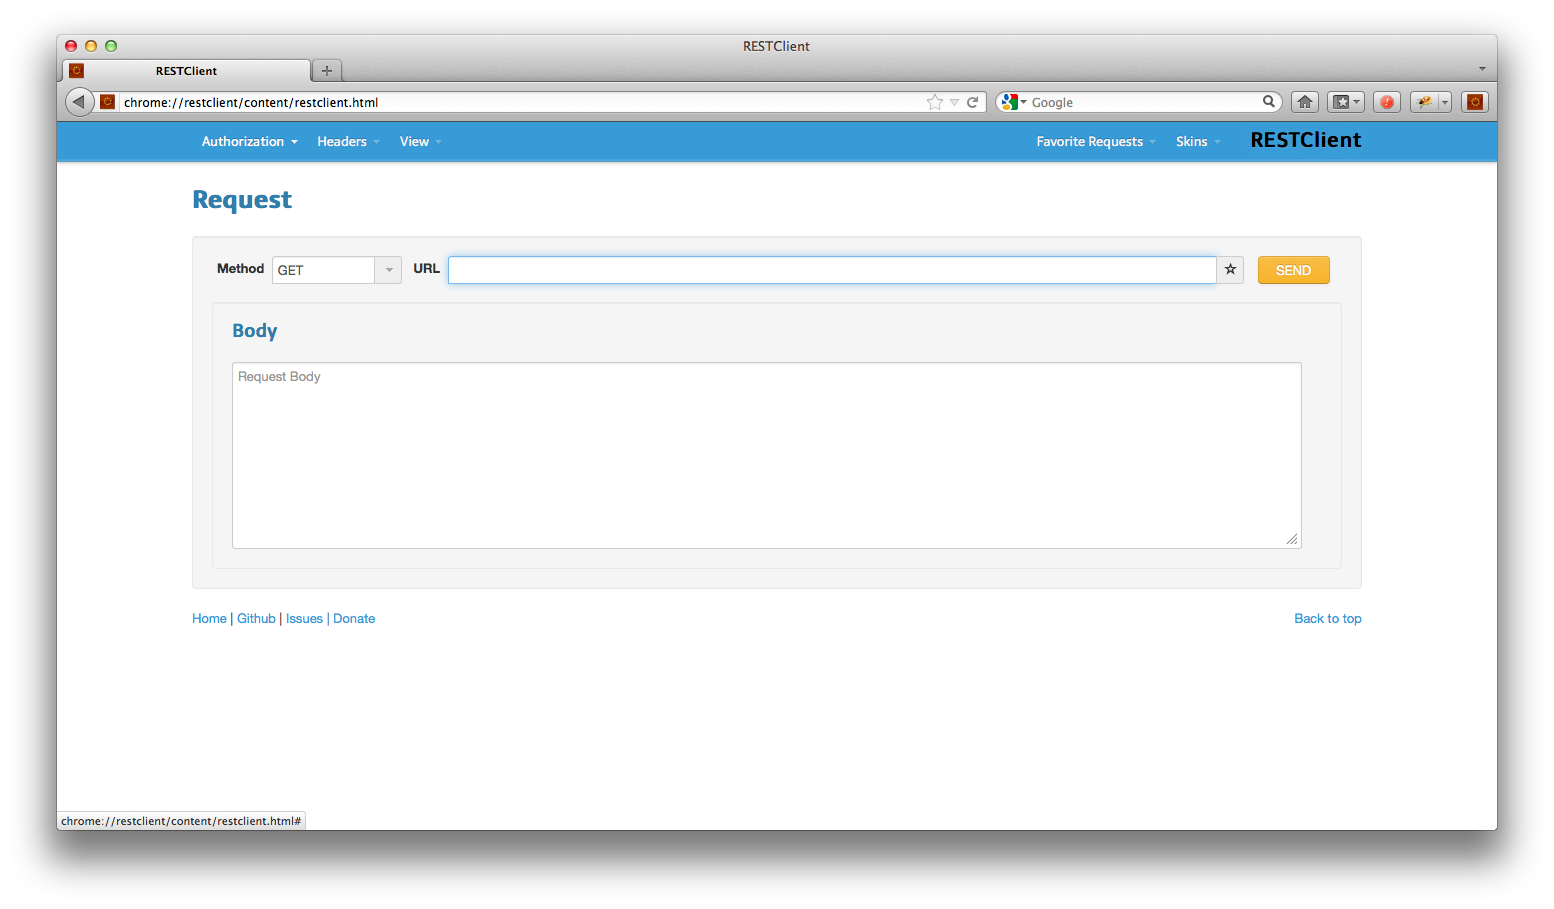 RESTClient
RESTClient
chrome://restclient/content/restclient.html
Google
Authorization Headers View Favorite Requests Skins RESTClient
Request
Method GET URL SEND
Body
Request Body
Home | Github | Issues | Donate Back to top
chrome://restclient/content/restclient.html#